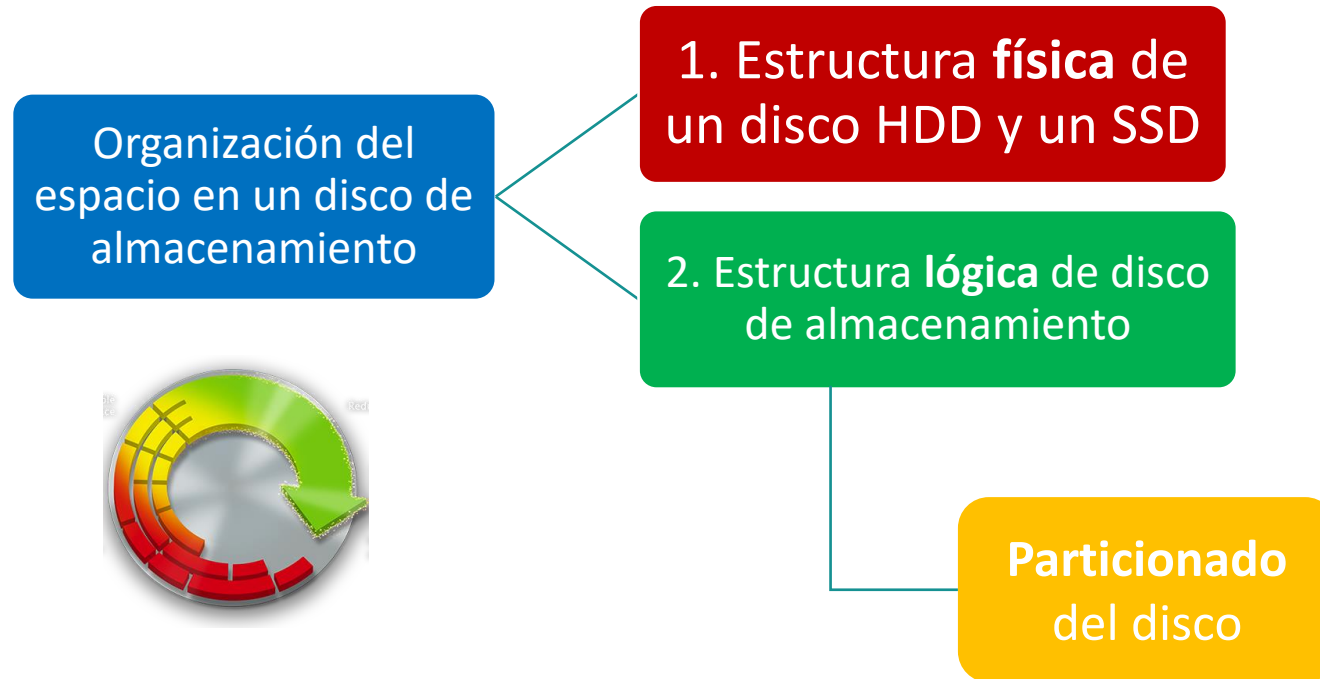 Organización del
espacio en un disco de
almacenamiento
1. Estructura física de
un disco HDD y un SSD
2. Estructura lógica de disco
de almacenamiento
Particionado
del disco